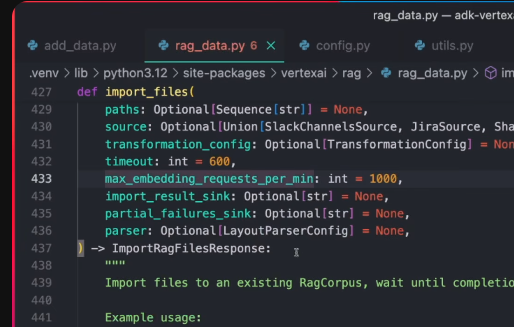 rag_data.py — adk-vertex
add_data.py rag_data.py 6 × config.py utils.py
.venv > lib > python3.12 > site-packages > vertexai > rag > rag_data.py > im
427 def import_files(
429 paths: Optional[Sequence[str]] = None,
430 source: Optional[Union[SlackChannelsSource, JiraSource, Sha
431 transformation_config: Optional[TransformationConfig] = Non
432 timeout: int = 600,
433 max_embedding_requests_per_min: int = 1000,
434 import_result_sink: Optional[str] = None,
435 partial_failures_sink: Optional[str] = None,
436 parser: Optional[LayoutParserConfig] = None,
437 ) -> ImportRagFilesResponse:
438 """
439 Import files to an existing RagCorpus, wait until completio
440
441 Example usage: